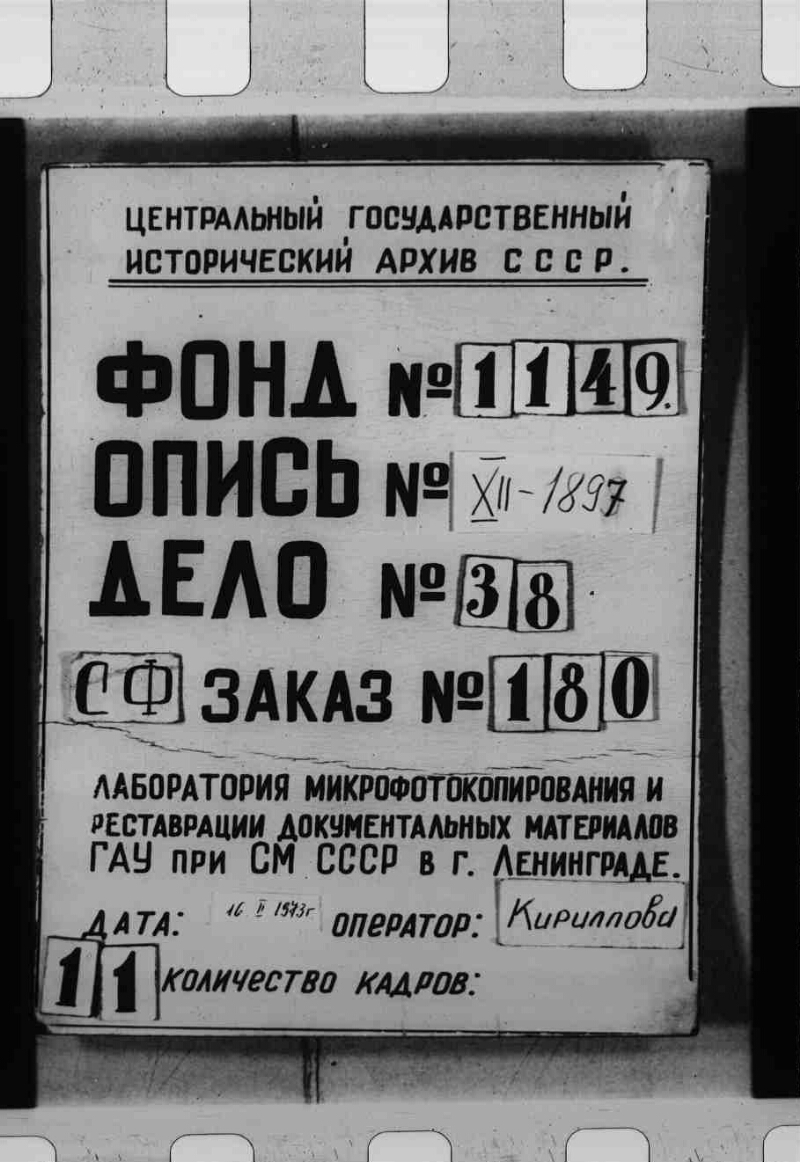 ЦЕНТРАЛЬНЫЙ ГОСУДАРСТВЕННЫЙ
ИСТОРИЧЕСКИЙ АРХИВ СССР.
ФОНД №1149
ОПИСЬ № XII-1897
ДЕЛО №38
СФ ЗАКАЗ №180
ЛАБОРАТОРИЯ МИКРОФОТОКОПИРОВАНИЯ И
РЕСТАВРАЦИИ ДОКУМЕНТАЛЬНЫХ МАТЕРИАЛОВ
ГАУ ПРИ СМ СССР В Г. ЛЕНИНГРАДЕ.
ДАТА: 16 II 1973г ОПЕРАТОР: Кириллова
11 КОЛИЧЕСТВО КАДРОВ: